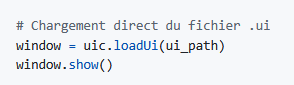 # Chargement direct du fichier .ui
window = uic.loadUi(ui_path)
window.show()